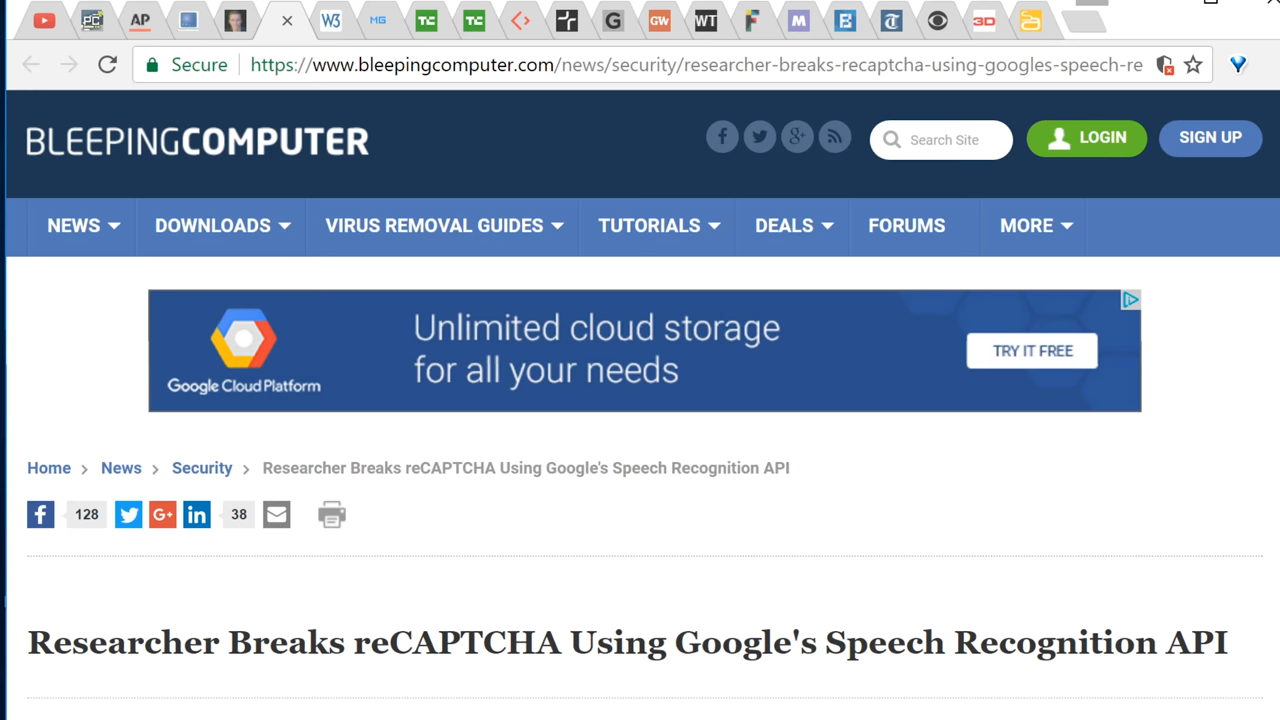 AP W3 MG TC TC G GW WT F M B T 3D
Secure https://www.bleepingcomputer.com/news/security/researcher-breaks-recaptcha-using-googles-speech-re
BLEEPINGCOMPUTER
Search Site
LOGIN
SIGN UP
NEWS DOWNLOADS VIRUS REMOVAL GUIDES TUTORIALS DEALS FORUMS MORE
Unlimited cloud storage
for all your needs
TRY IT FREE
Google Cloud Platform
Home > News > Security > Researcher Breaks reCAPTCHA Using Google's Speech Recognition API
128 G+ in 38
Researcher Breaks reCAPTCHA Using Google's Speech Recognition API